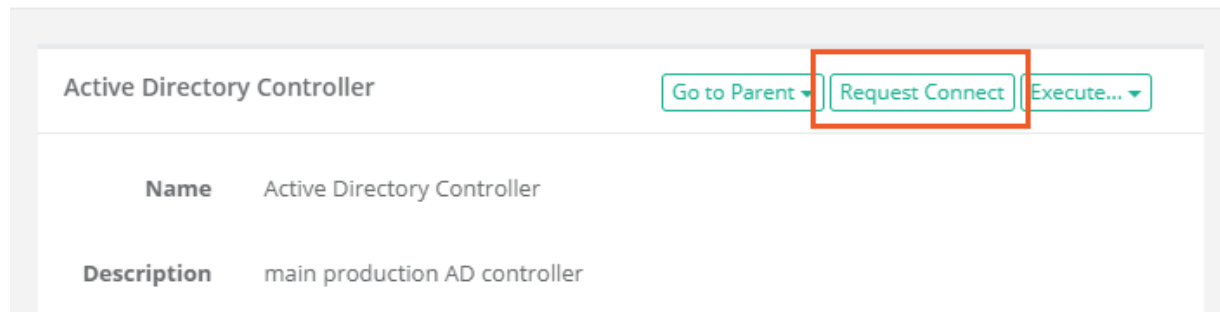 Active Directory Controller Go to Parent Request Connect Execute...
Name Active Directory Controller
Description main production AD controller